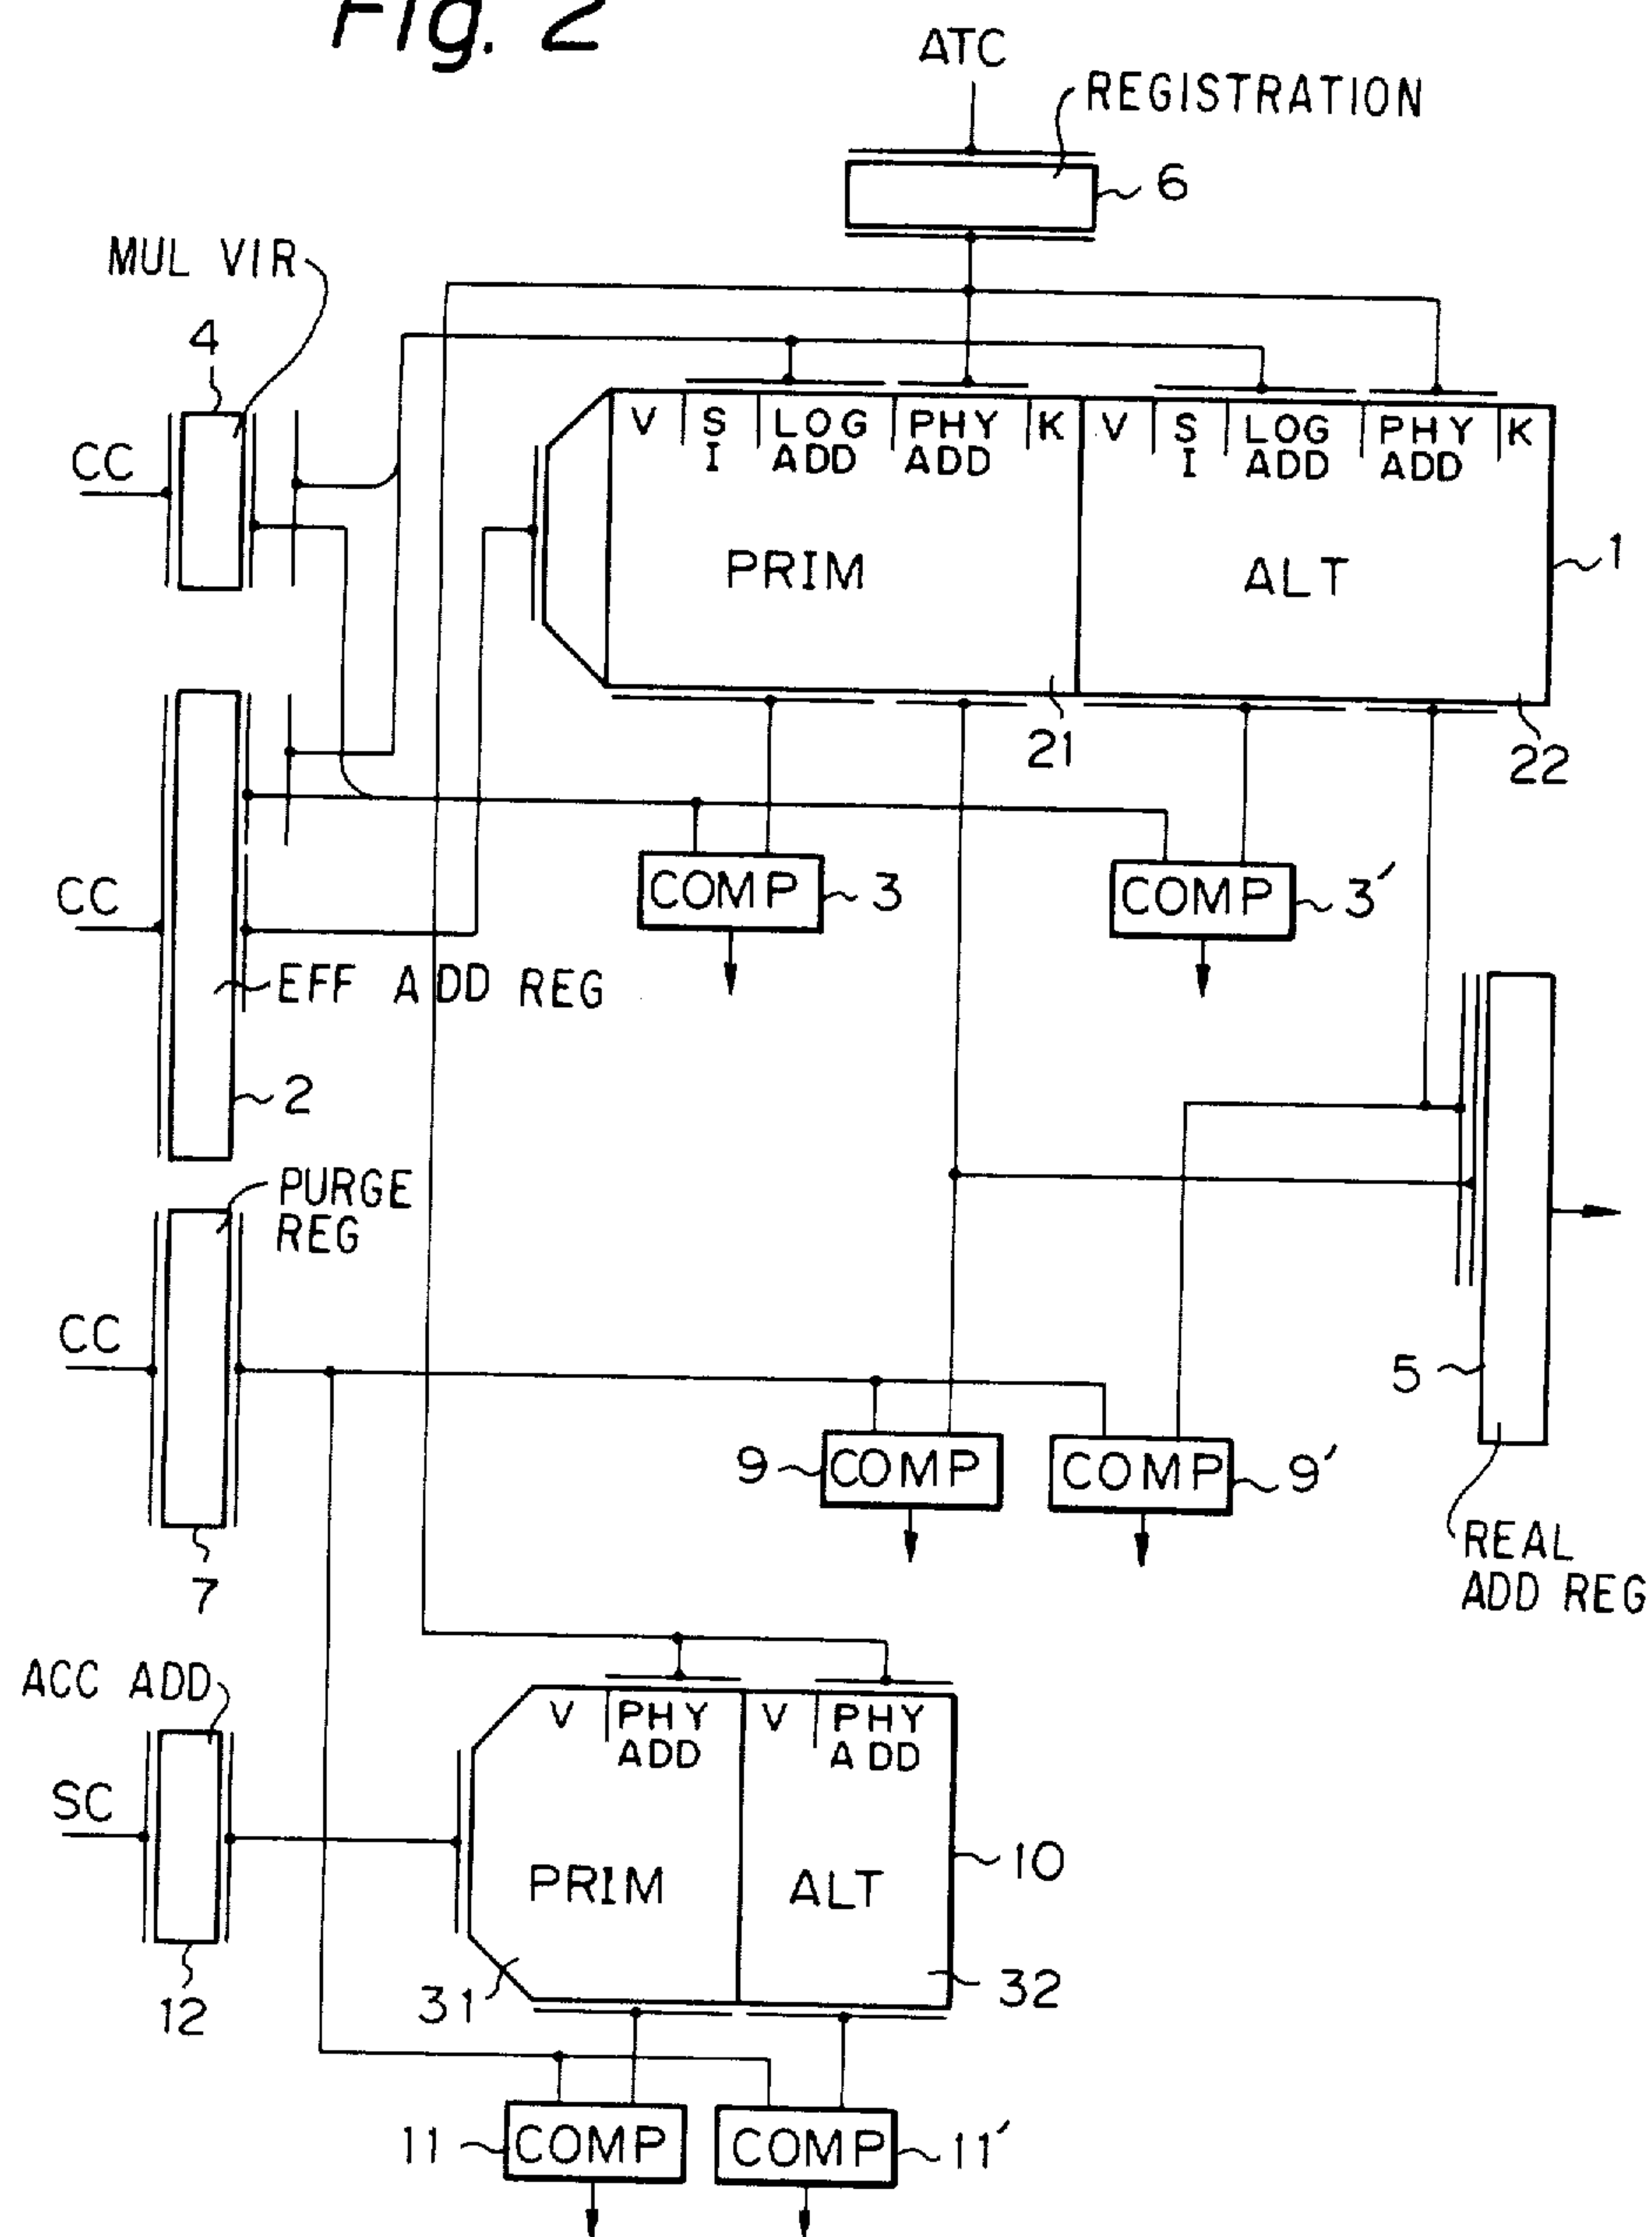 Fig. 2
ATC
REGISTRATION
6
MUL VIR
4
CC
V S I LOG ADD PHY ADD K V S I LOG ADD PHY ADD K
PRIM
ALT
1
21
22
CC
COMP
3
COMP
3′
EFF ADD REG
2
PURGE
REG
CC
5
9
COMP
COMP
9′
7
REAL
ADD REG
ACC ADD
V PHY ADD V PHY ADD
SC
PRIM
ALT
10
31
32
12
11
COMP
COMP
11′